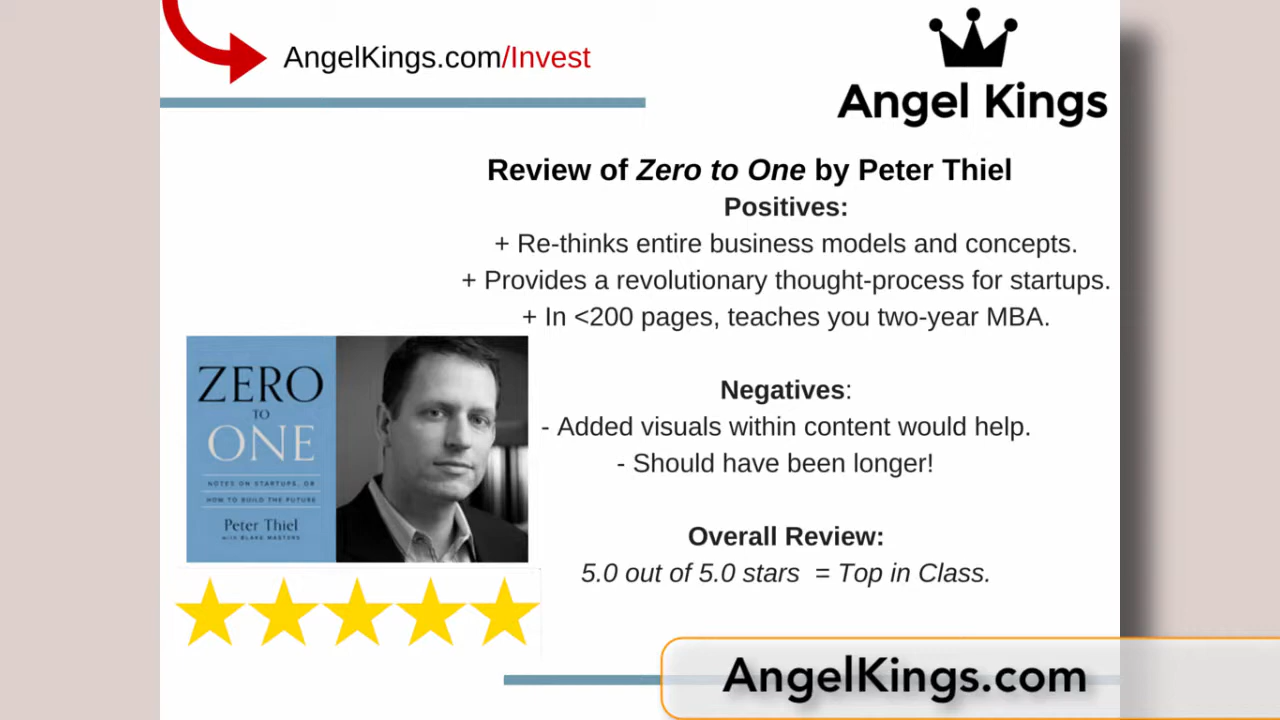 AngelKings.com/Invest
Angel Kings
Review of Zero to One by Peter Thiel
Positives:
+ Re-thinks entire business models and concepts.
+ Provides a revolutionary thought-process for startups.
+ In <200 pages, teaches you two-year MBA.
Negatives:
- Added visuals within content would help.
- Should have been longer!
Overall Review:
5.0 out of 5.0 stars = Top in Class.
ZERO
TO
ONE
NOTES ON STARTUPS, OR
HOW TO BUILD THE FUTURE
Peter Thiel
WITH BLAKE MASTERS
AngelKings.com